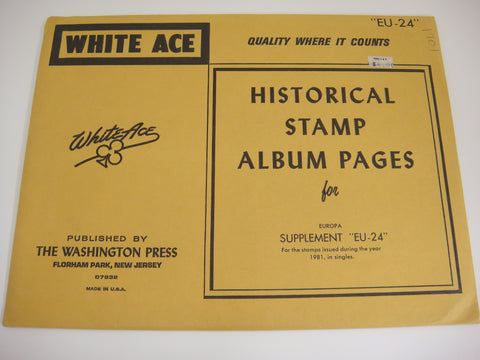 "EU-24"
WHITE ACE
QUALITY WHERE IT COUNTS
HISTORICAL
STAMP
ALBUM PAGES
for
White Ace
EUROPA
SUPPLEMENT "EU-24"
For the stamps issued during the year
1981, in singles.
PUBLISHED BY
THE WASHINGTON PRESS
FLORHAM PARK, NEW JERSEY
07932
MADE IN U.S.A.